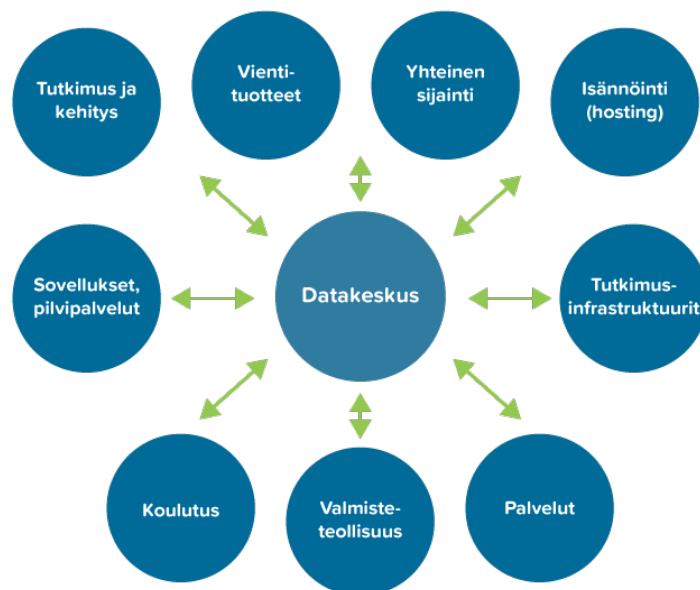 Tutkimus ja
kehitys
Vienti-
tuotteet
Yhteinen
sijainti
Isännöinti
(hosting)
Sovellukset,
pilvipalvelut
Datakeskus
Tutkimus-
infrastruktuurit
Koulutus
Valmiste-
teollisuus
Palvelut